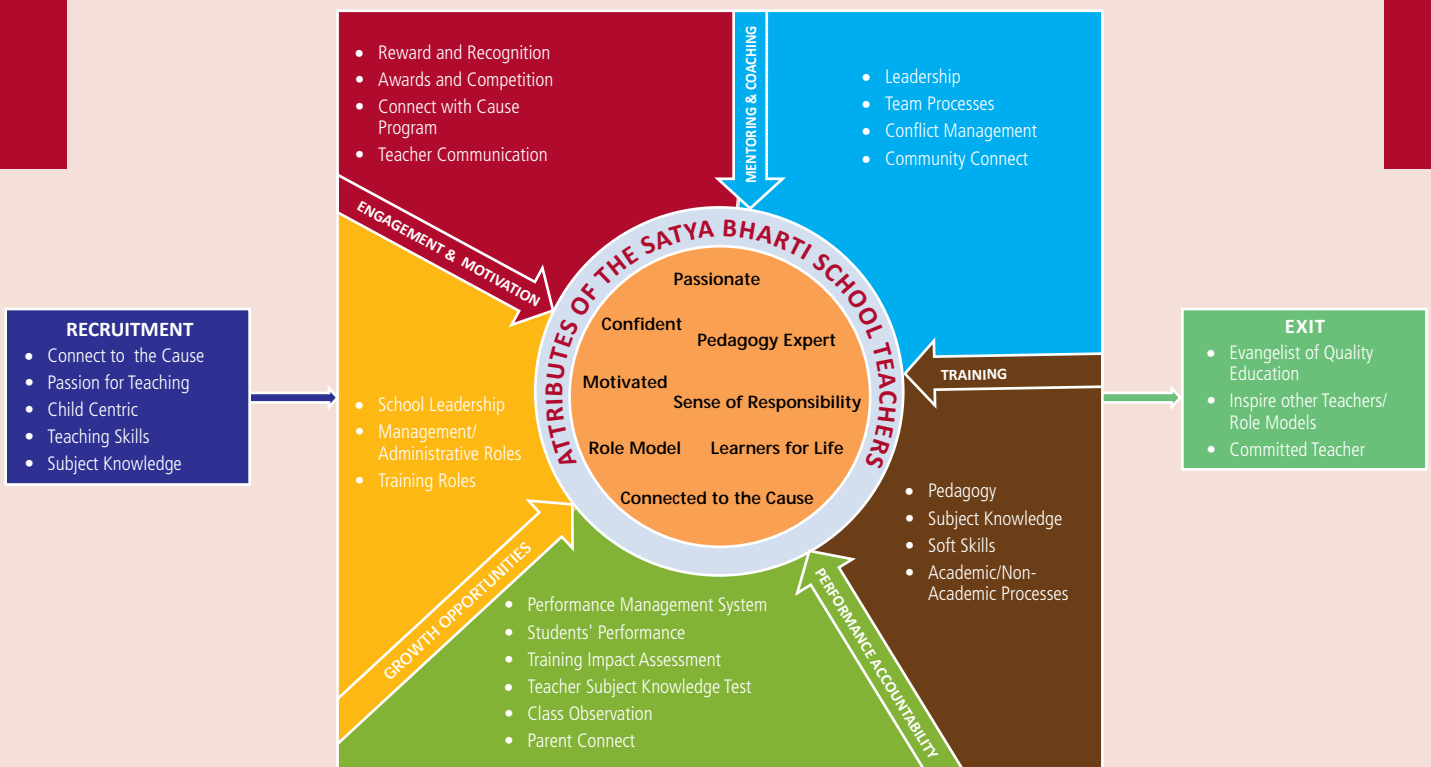 RECRUITMENT
• Connect to the Cause
• Passion for Teaching
• Child Centric
• Teaching Skills
• Subject Knowledge
• Reward and Recognition
• Awards and Competition
• Connect with Cause
Program
• Teacher Communication
ENGAGEMENT & MOTIVATION
MENTORING & COACHING
• Leadership
• Team Processes
• Conflict Management
• Community Connect
ATTRIBUTES OF THE SATYA BHARTI SCHOOL TEACHERS
Passionate
Confident
Pedagogy Expert
Motivated
Sense of Responsibility
Role Model
Learners for Life
Connected to the Cause
TRAINING
• Pedagogy
• Subject Knowledge
• Soft Skills
• Academic/Non-
Academic Processes
• School Leadership
• Management/
Administrative Roles
• Training Roles
GROWTH OPPORTUNITIES
• Performance Management System
• Students' Performance
• Training Impact Assessment
• Teacher Subject Knowledge Test
• Class Observation
• Parent Connect
PERFORMANCE ACCOUNTABILITY
EXIT
• Evangelist of Quality
Education
• Inspire other Teachers/
Role Models
• Committed Teacher